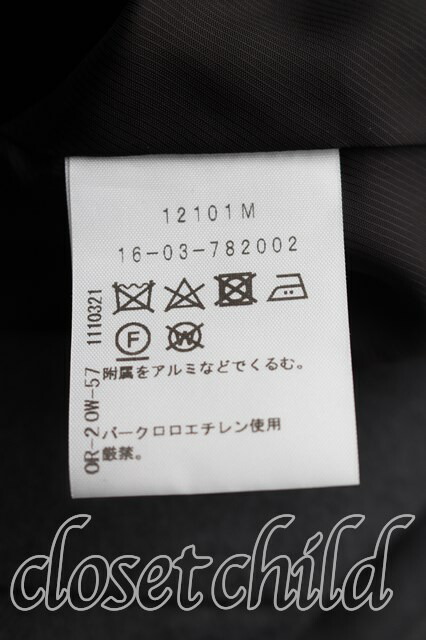 12101M
16-03-782002
F
W
附属をアルミなどでくるむ。
パークロロエチレン使用
厳禁。
OR-2 0W-57 1110321
closet child